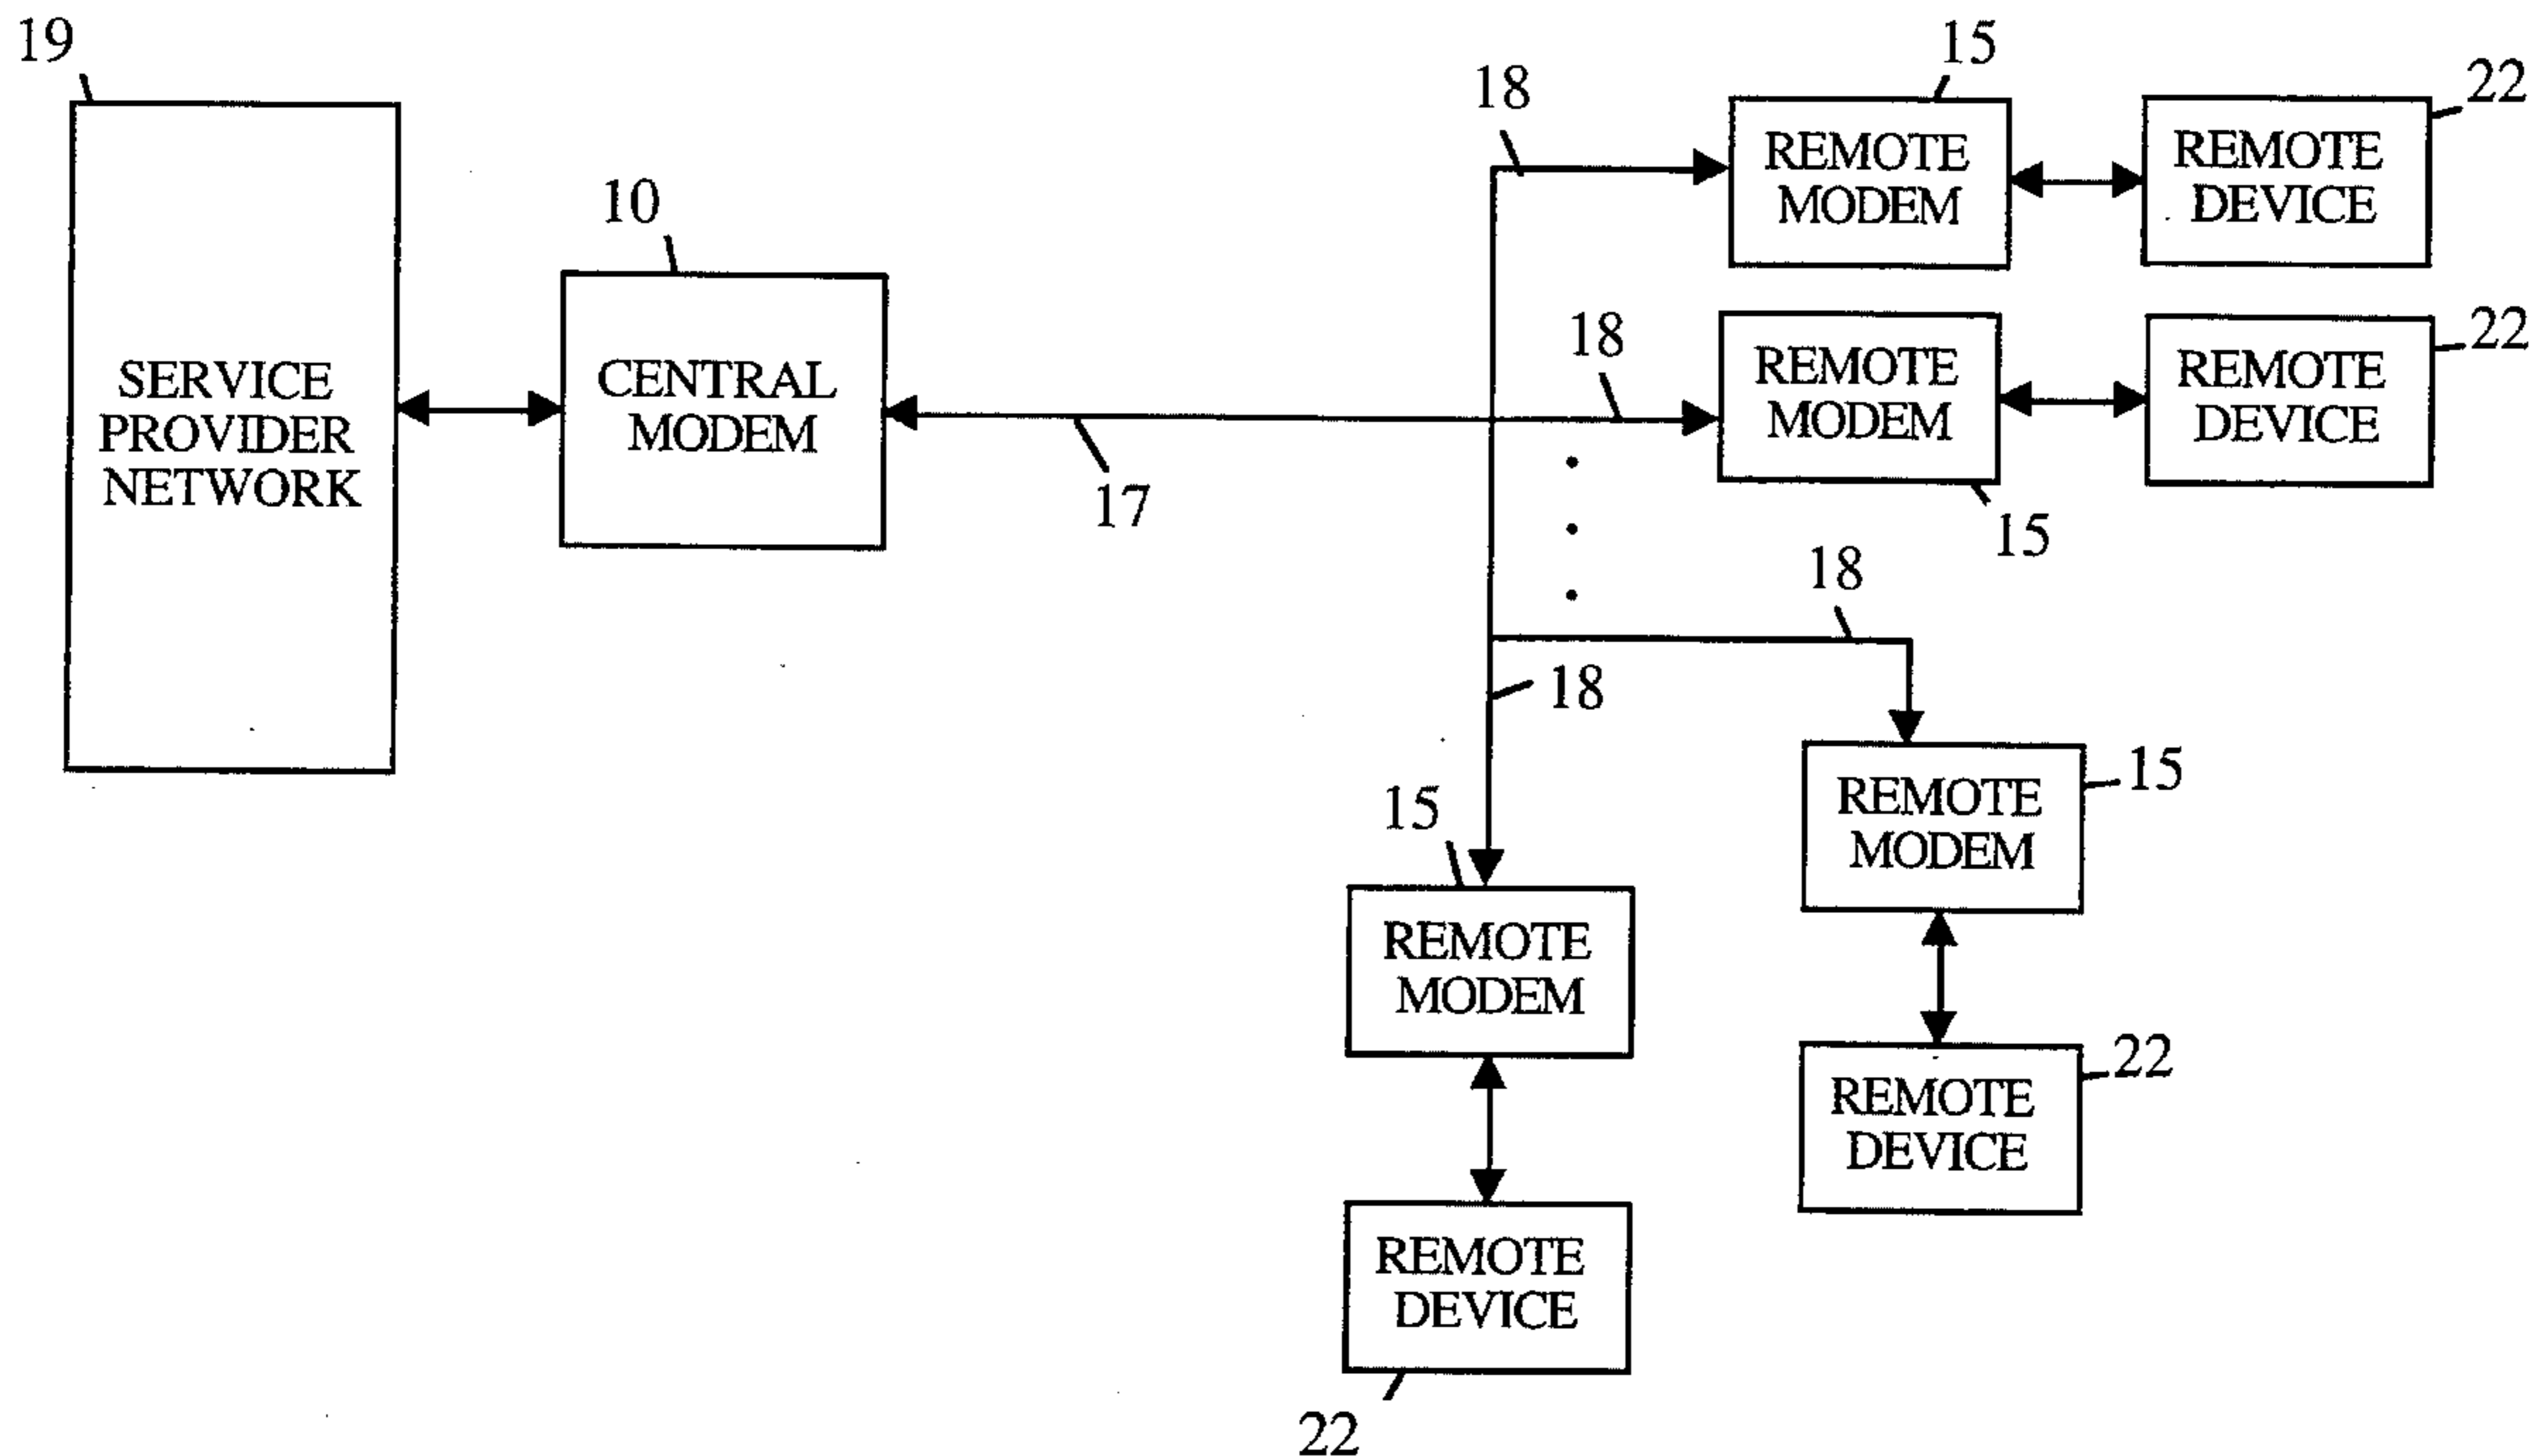 19
SERVICE
PROVIDER
NETWORK
10
CENTRAL
MODEM
17
18
15
REMOTE
MODEM
22
REMOTE
DEVICE
18
REMOTE
MODEM
15
22
REMOTE
DEVICE
18
18
15
REMOTE
MODEM
22
REMOTE
DEVICE
15
REMOTE
MODEM
REMOTE
DEVICE
22